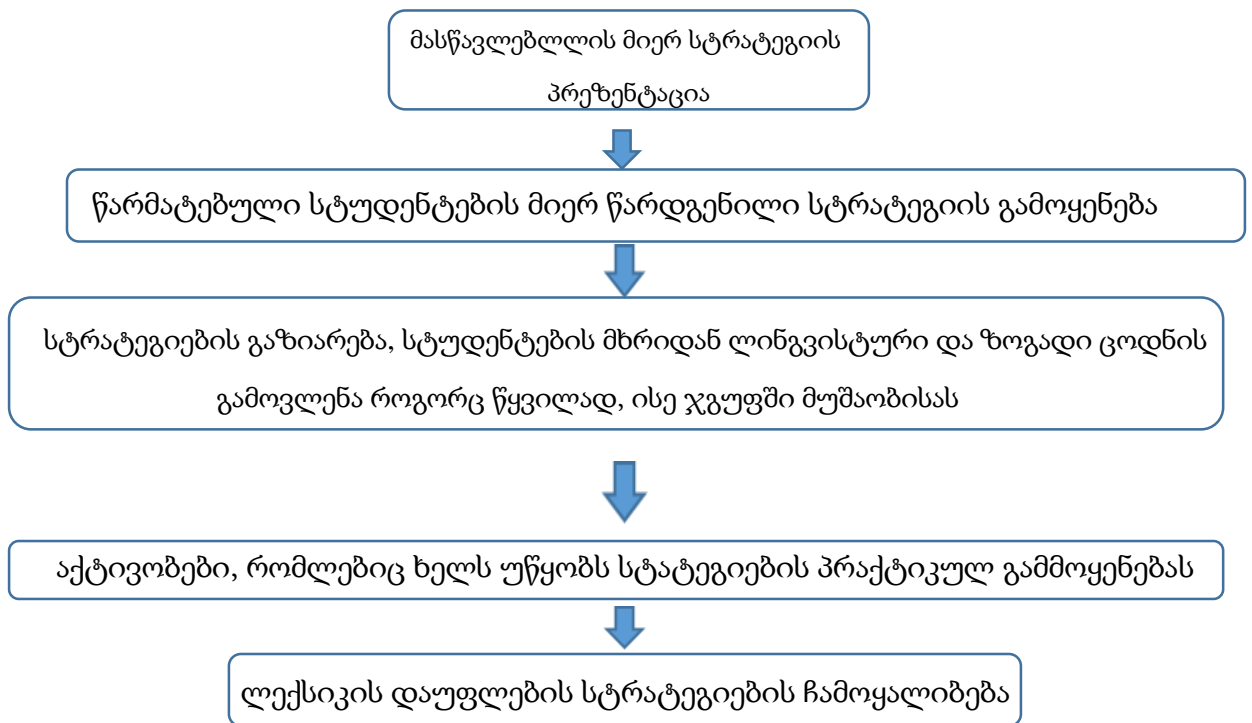 მასწავლებლლის მიერ სტრატეგიის
პრეზენტაცია
წარმატებული სტუდენტების მიერ წარდგენილი სტრატეგიის გამოყენება
სტრატეგიების გაზიარება, სტუდენტების მხრიდან ლინგვისტური და ზოგადი ცოდნის
გამოვლენა როგორც წყვილად, ისე ჯგუფში მუშაობისას
აქტივობები, რომლებიც ხელს უწყობს სტატეგიების პრაქტიკულ გამმოყენებას
ლექსიკის დაუფლების სტრატეგიების ჩამოყალიბება